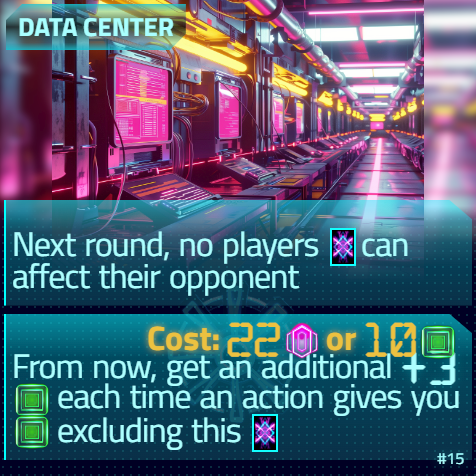 DATA CENTER
Next round, no players can
affect their opponent
Cost: 22 or 10
From now, get an additional +3
each time an action gives you
excluding this
#15